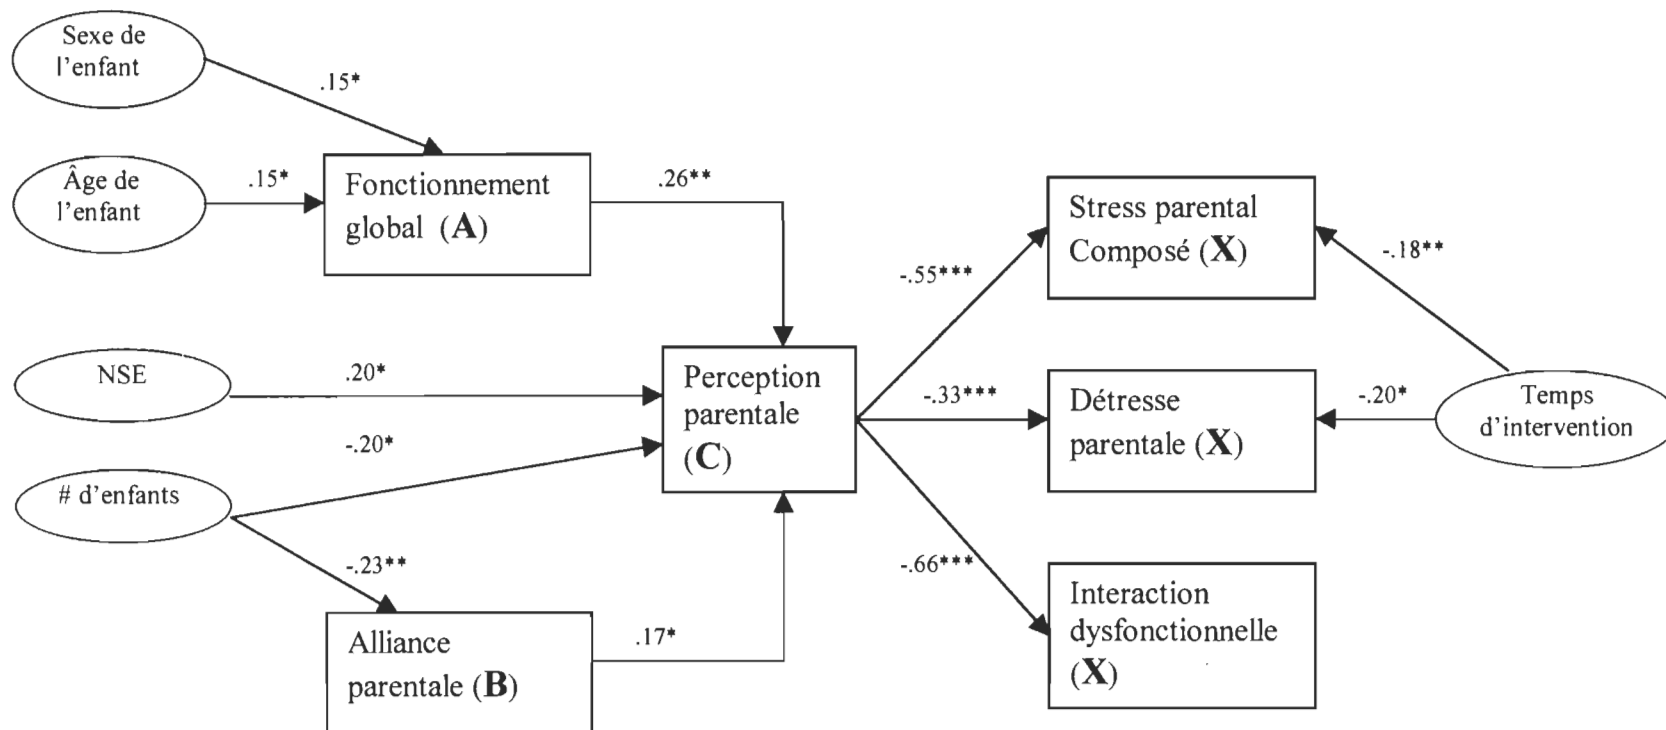 Sexe de
l'enfant
.15*
Âge de
l'enfant
.15*
Fonctionnement
global (A)
.26**
NSE
.20*
# d'enfants
-.20*
-.23**
Alliance
parentale (B)
.17*
Perception
parentale
(C)
-.55***
-.33***
-.66***
Stress parental
Composé (X)
Détresse
parentale (X)
Interaction
dysfonctionnelle
(X)
-.18**
-.20*
Temps
d'intervention